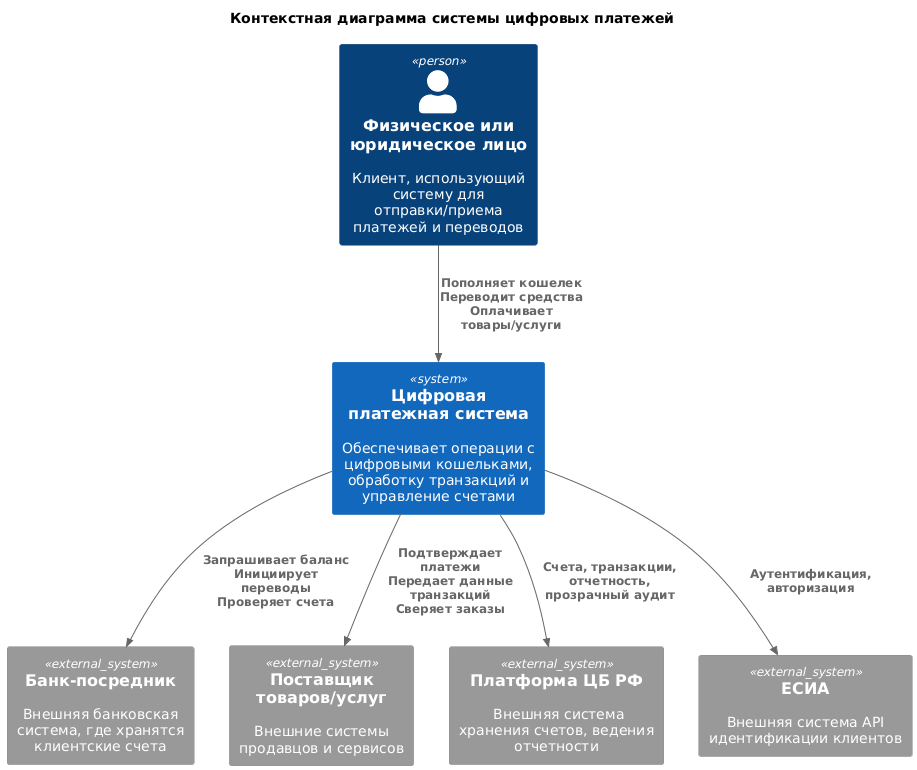 Контекстная диаграмма системы цифровых платежей
«person»
Физическое или
юридическое лицо
Клиент, использующий
систему для
отправки/приема
платежей и переводов
Пополняет кошелек
Переводит средства
Оплачивает
товары/услуги
«system»
Цифровая
платежная система
Обеспечивает операции с
цифровыми кошельками,
обработку транзакций и
управление счетами
Запрашивает баланс
Инициирует
переводы
Проверяет счета
Подтверждает
платежи
Передает данные
транзакций
Сверяет заказы
Счета, транзакции,
отчетность,
прозрачный аудит
Аутентификация,
авторизация
«external_system»
Банк-посредник
Внешняя банковская
система, где хранятся
клиентские счета
«external_system»
Поставщик
товаров/услуг
Внешние системы
продавцов и сервисов
«external_system»
Платформа ЦБ РФ
Внешняя система
хранения счетов, ведения
отчетности
«external_system»
ЕСИА
Внешняя система API
идентификации клиентов